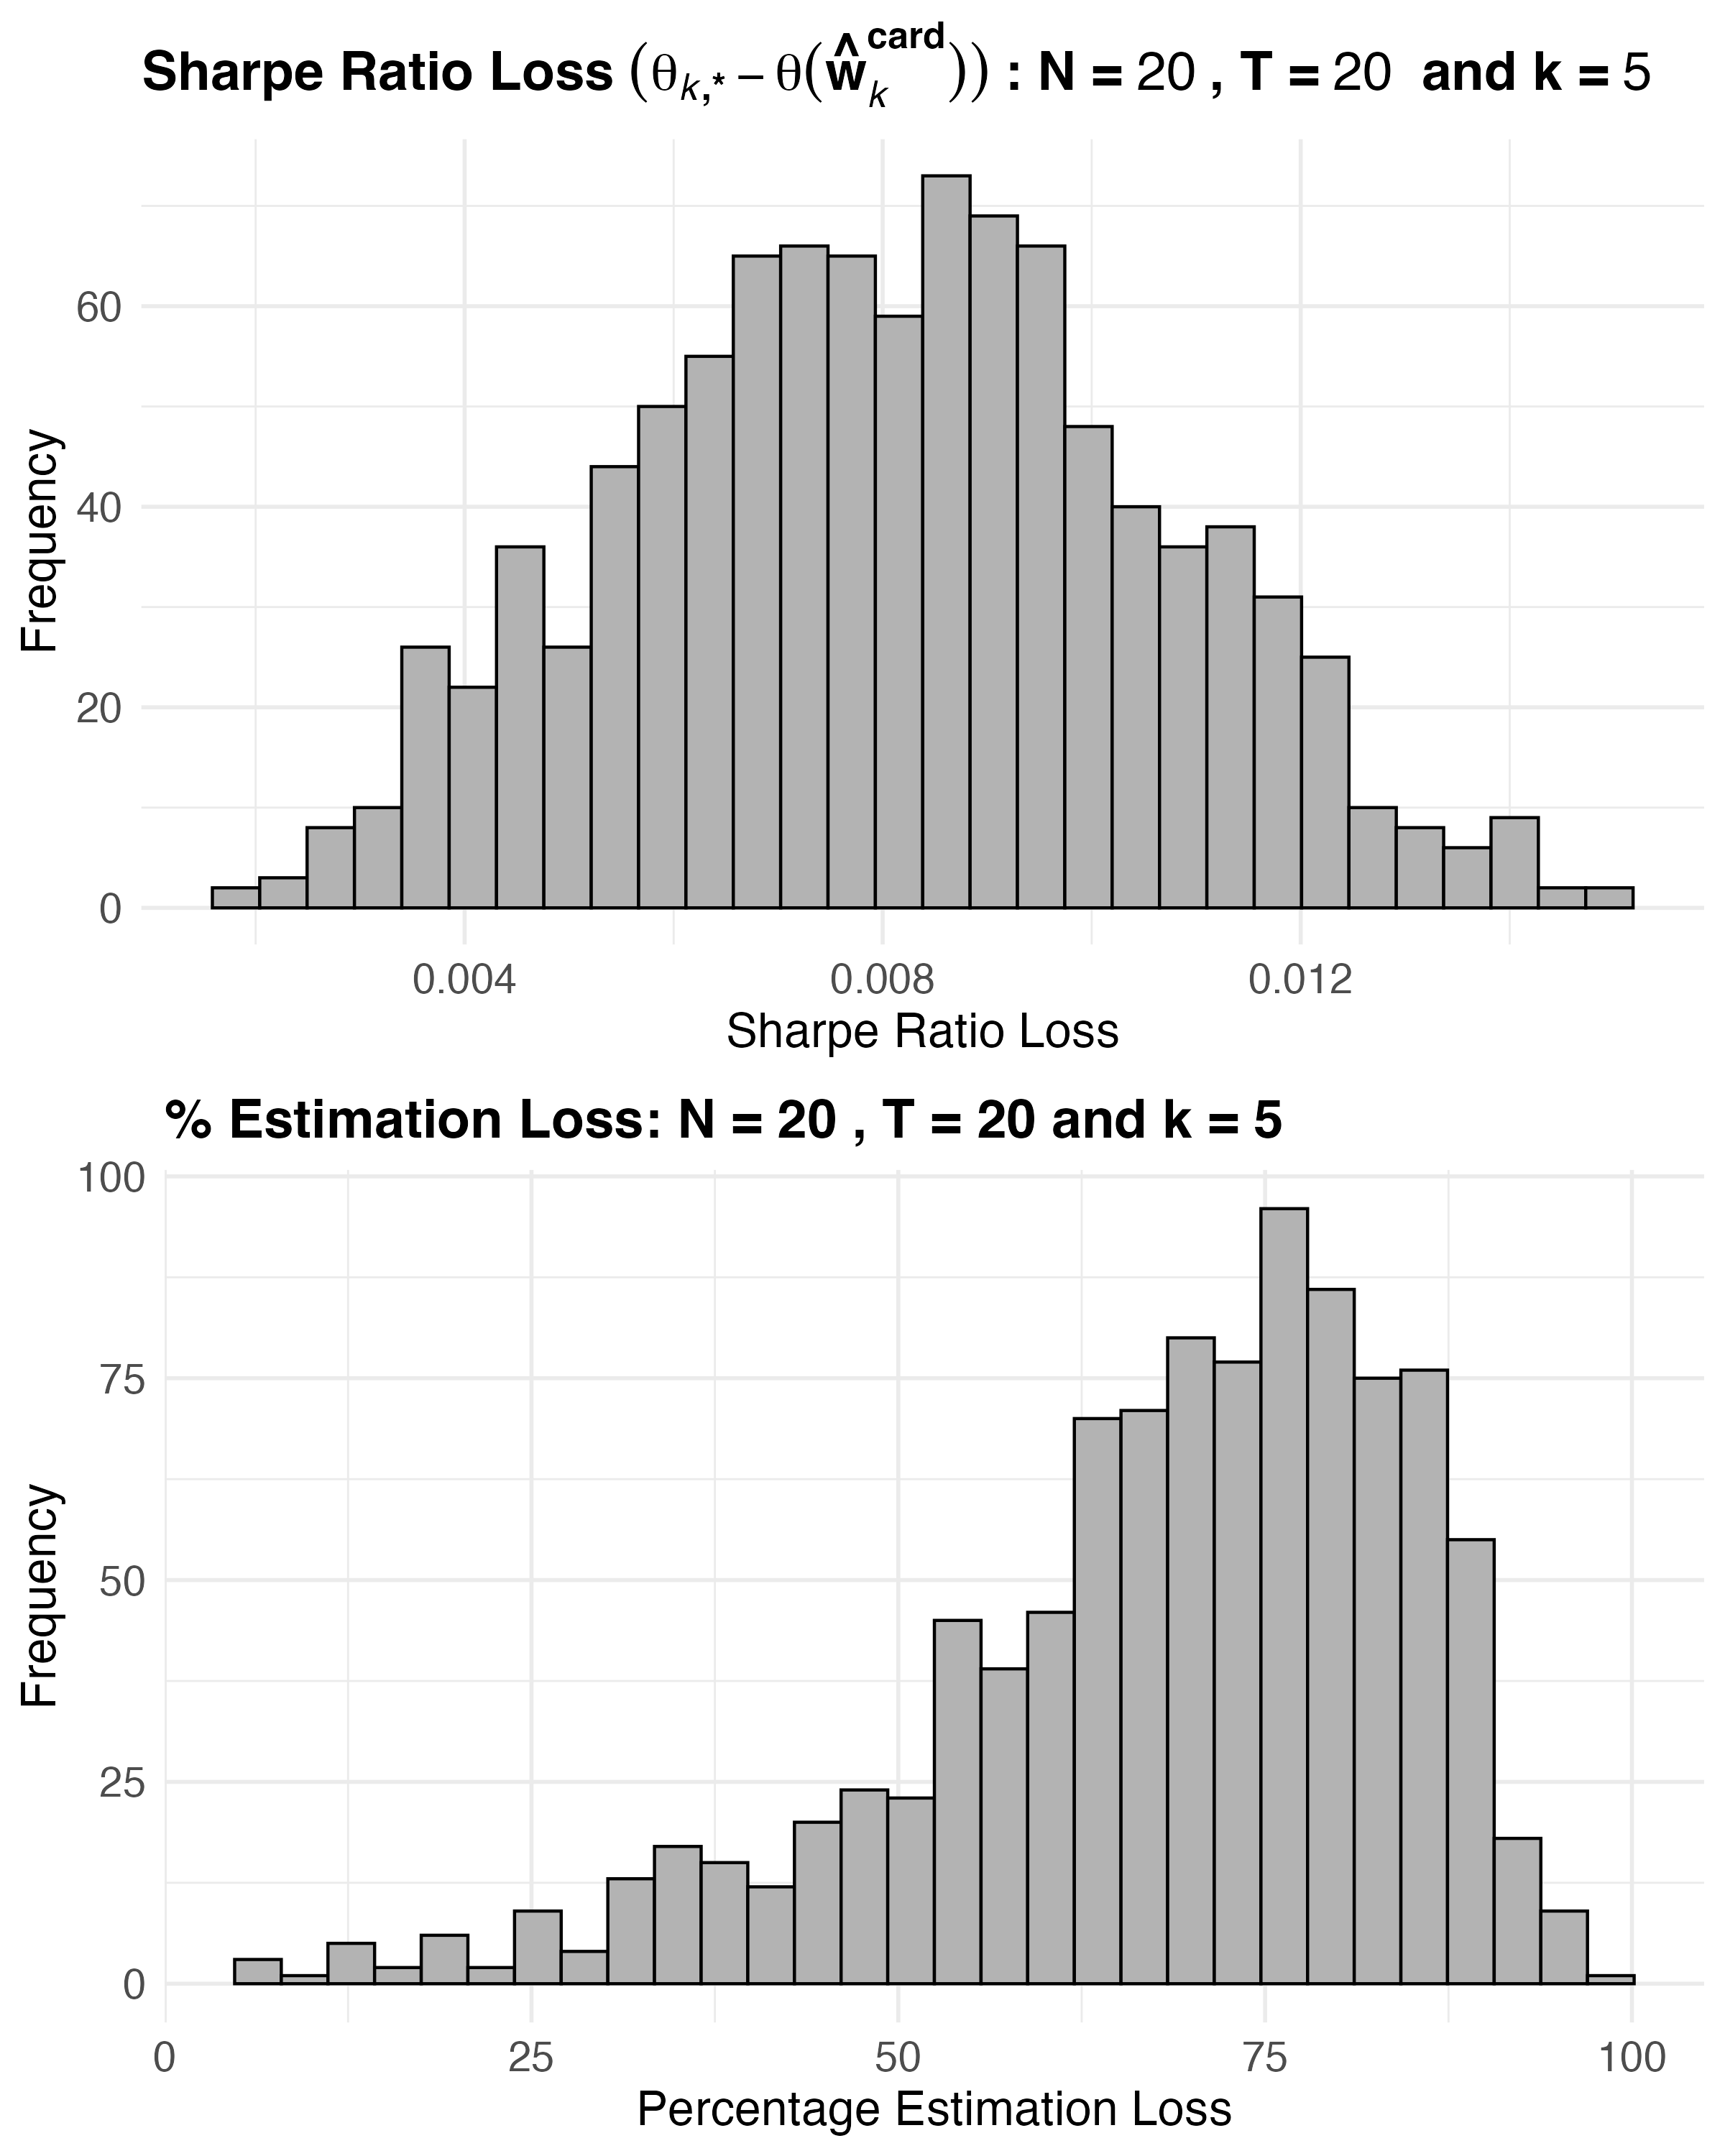 Sharpe Ratio Loss (θk,* − θ(ŵk^card)) : N = 20 , T = 20 and k = 5
Frequency
60
40
20
0
0.004 0.008 0.012
Sharpe Ratio Loss
% Estimation Loss: N = 20 , T = 20 and k = 5
Frequency
100
75
50
25
0
0 25 50 75 100
Percentage Estimation Loss